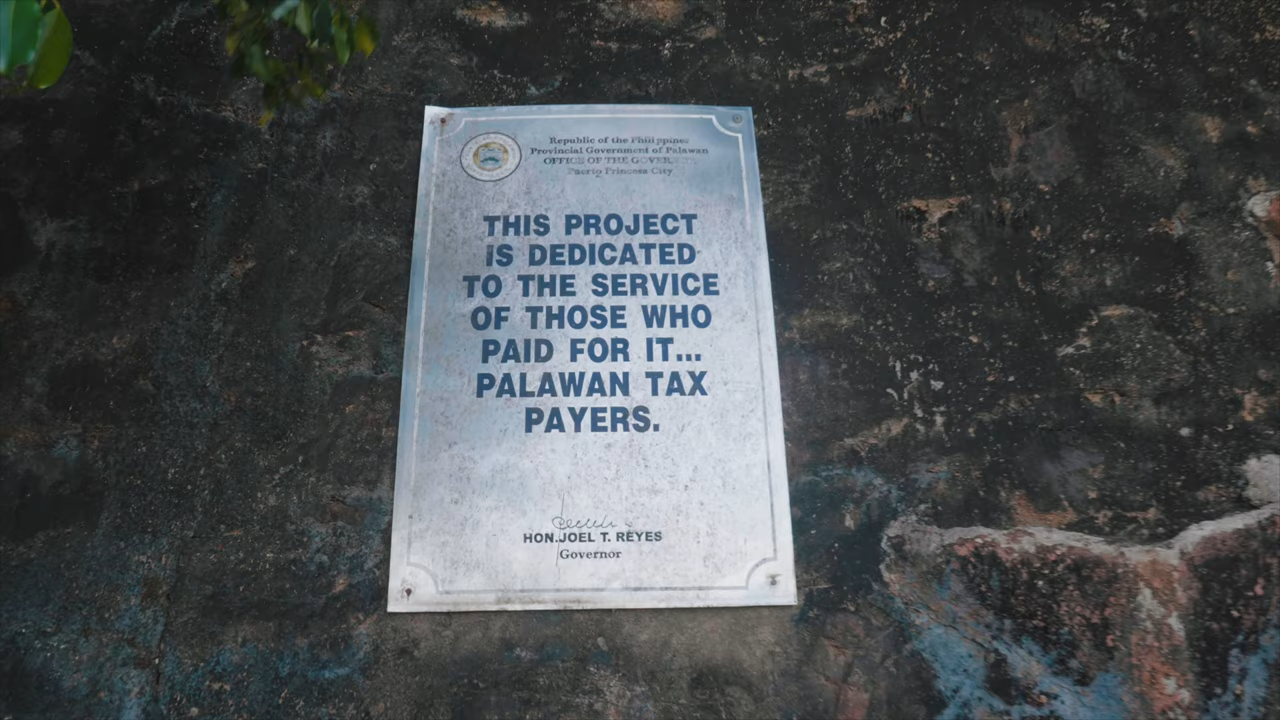 Republic of the Philippines
Provincial Government of Palawan
OFFICE OF THE
Puerto Princesa City
THIS PROJECT
IS DEDICATED
TO THE SERVICE
OF THOSE WHO
PAID FOR IT...
PALAWAN TAX
PAYERS.
HON.JOEL T. REYES
Governor